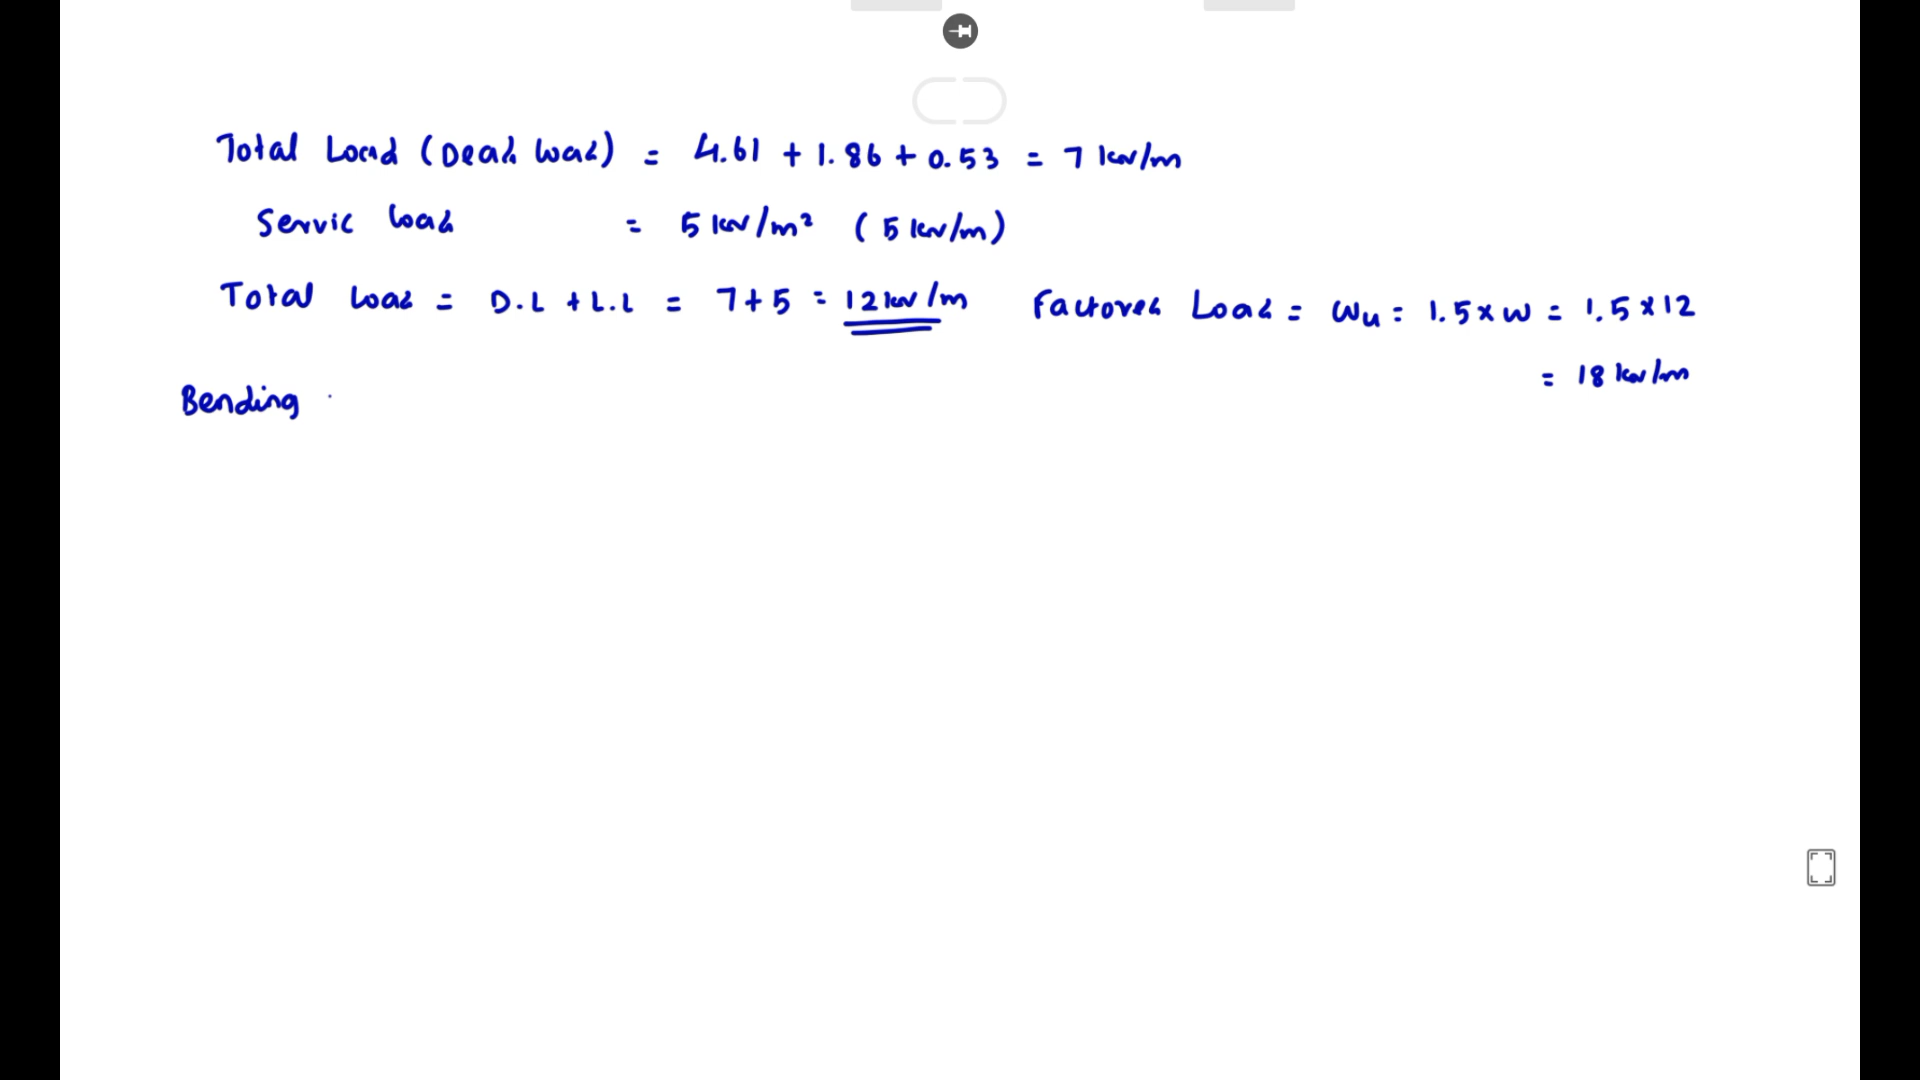 Total Load (Dead load) = 4.61 + 1.86 + 0.53 = 7 kN/m
Servic load = 5 kN/m² (5 kN/m)
Total load = D.L + L.L = 7+5 = 12 kN/m Factored Load = Wu = 1.5 x w = 1.5 x 12
= 18 kN/m
Bending